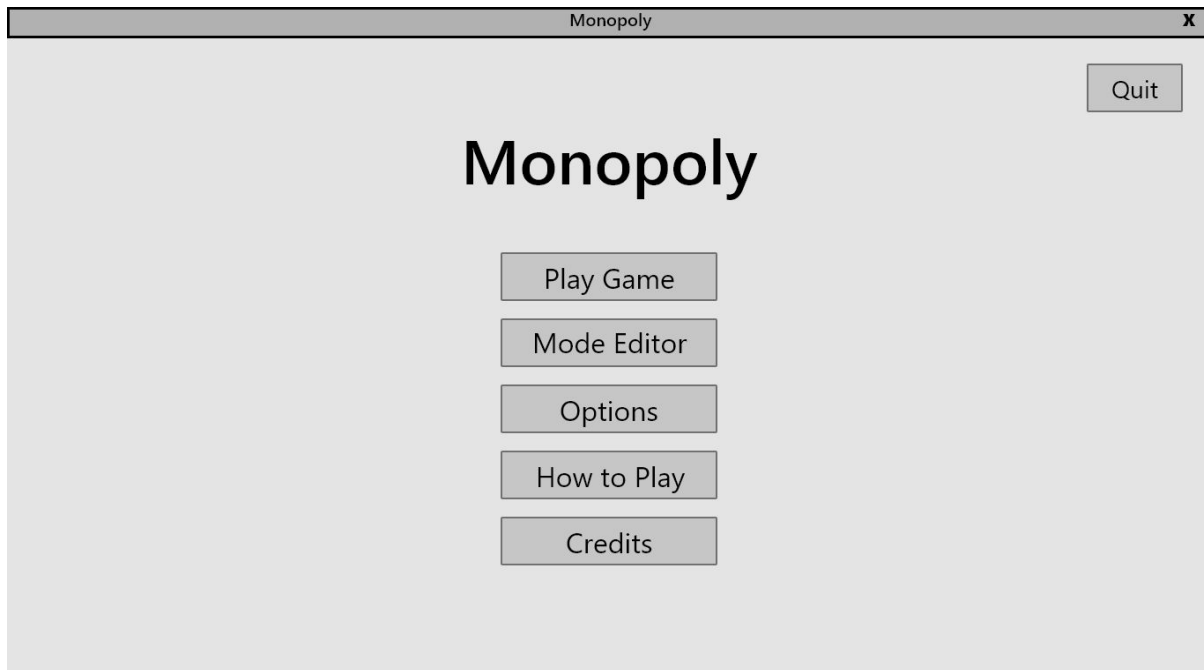 Monopoly X
Quit
Monopoly
Play Game
Mode Editor
Options
How to Play
Credits